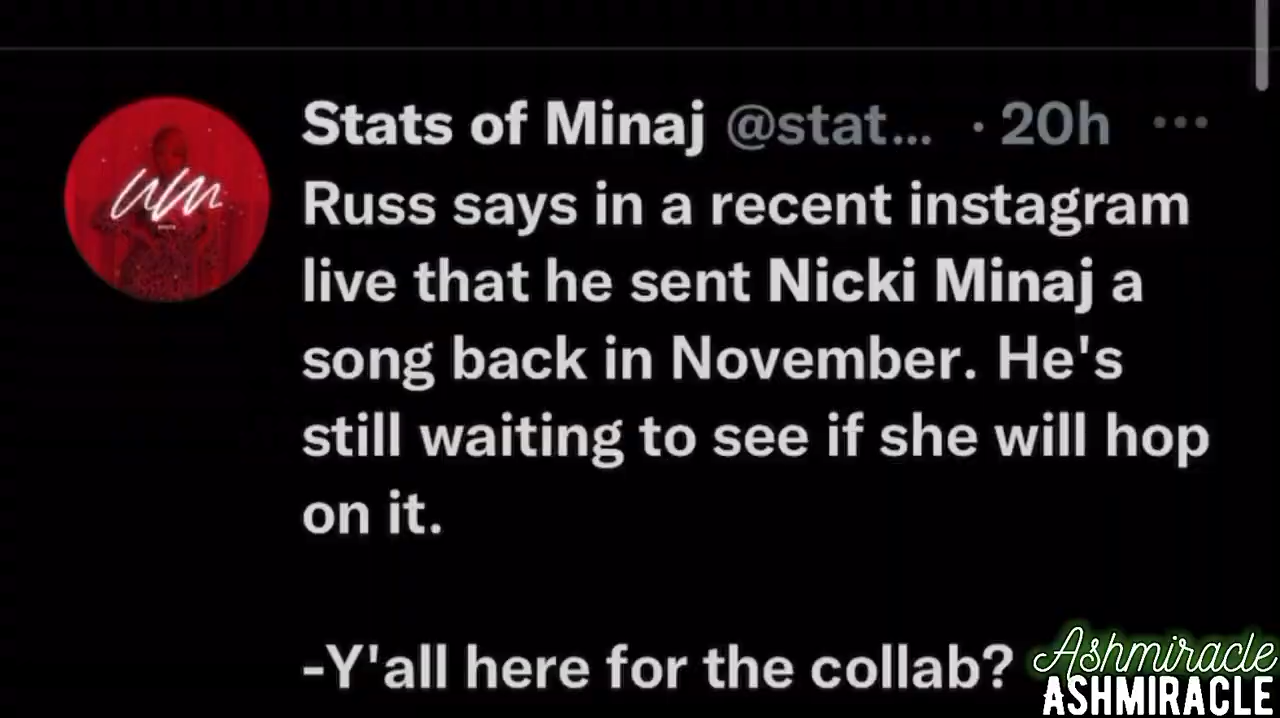 Stats of Minaj @stat... · 20h ...
Russ says in a recent instagram
live that he sent Nicki Minaj a
song back in November. He's
still waiting to see if she will hop
on it.
-Y'all here for the collab?
Ashmiracle
ASHMIRACLE